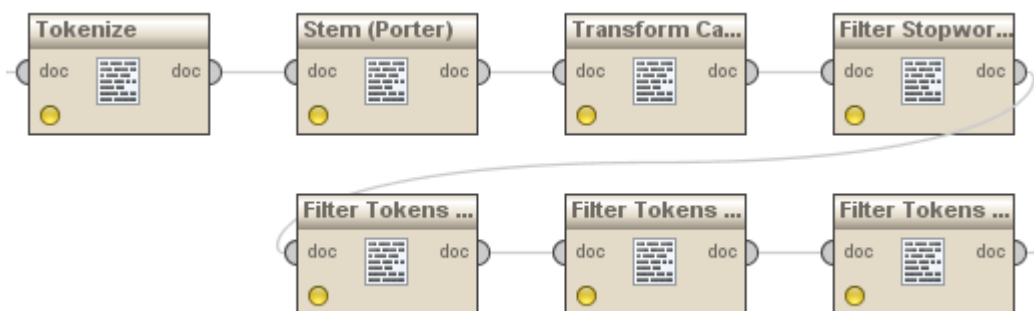 Tokenize
doc doc
Stem (Porter)
doc doc
Transform Ca...
doc doc
Filter Stopwor...
doc doc
Filter Tokens ...
doc doc
Filter Tokens ...
doc doc
Filter Tokens ...
doc doc